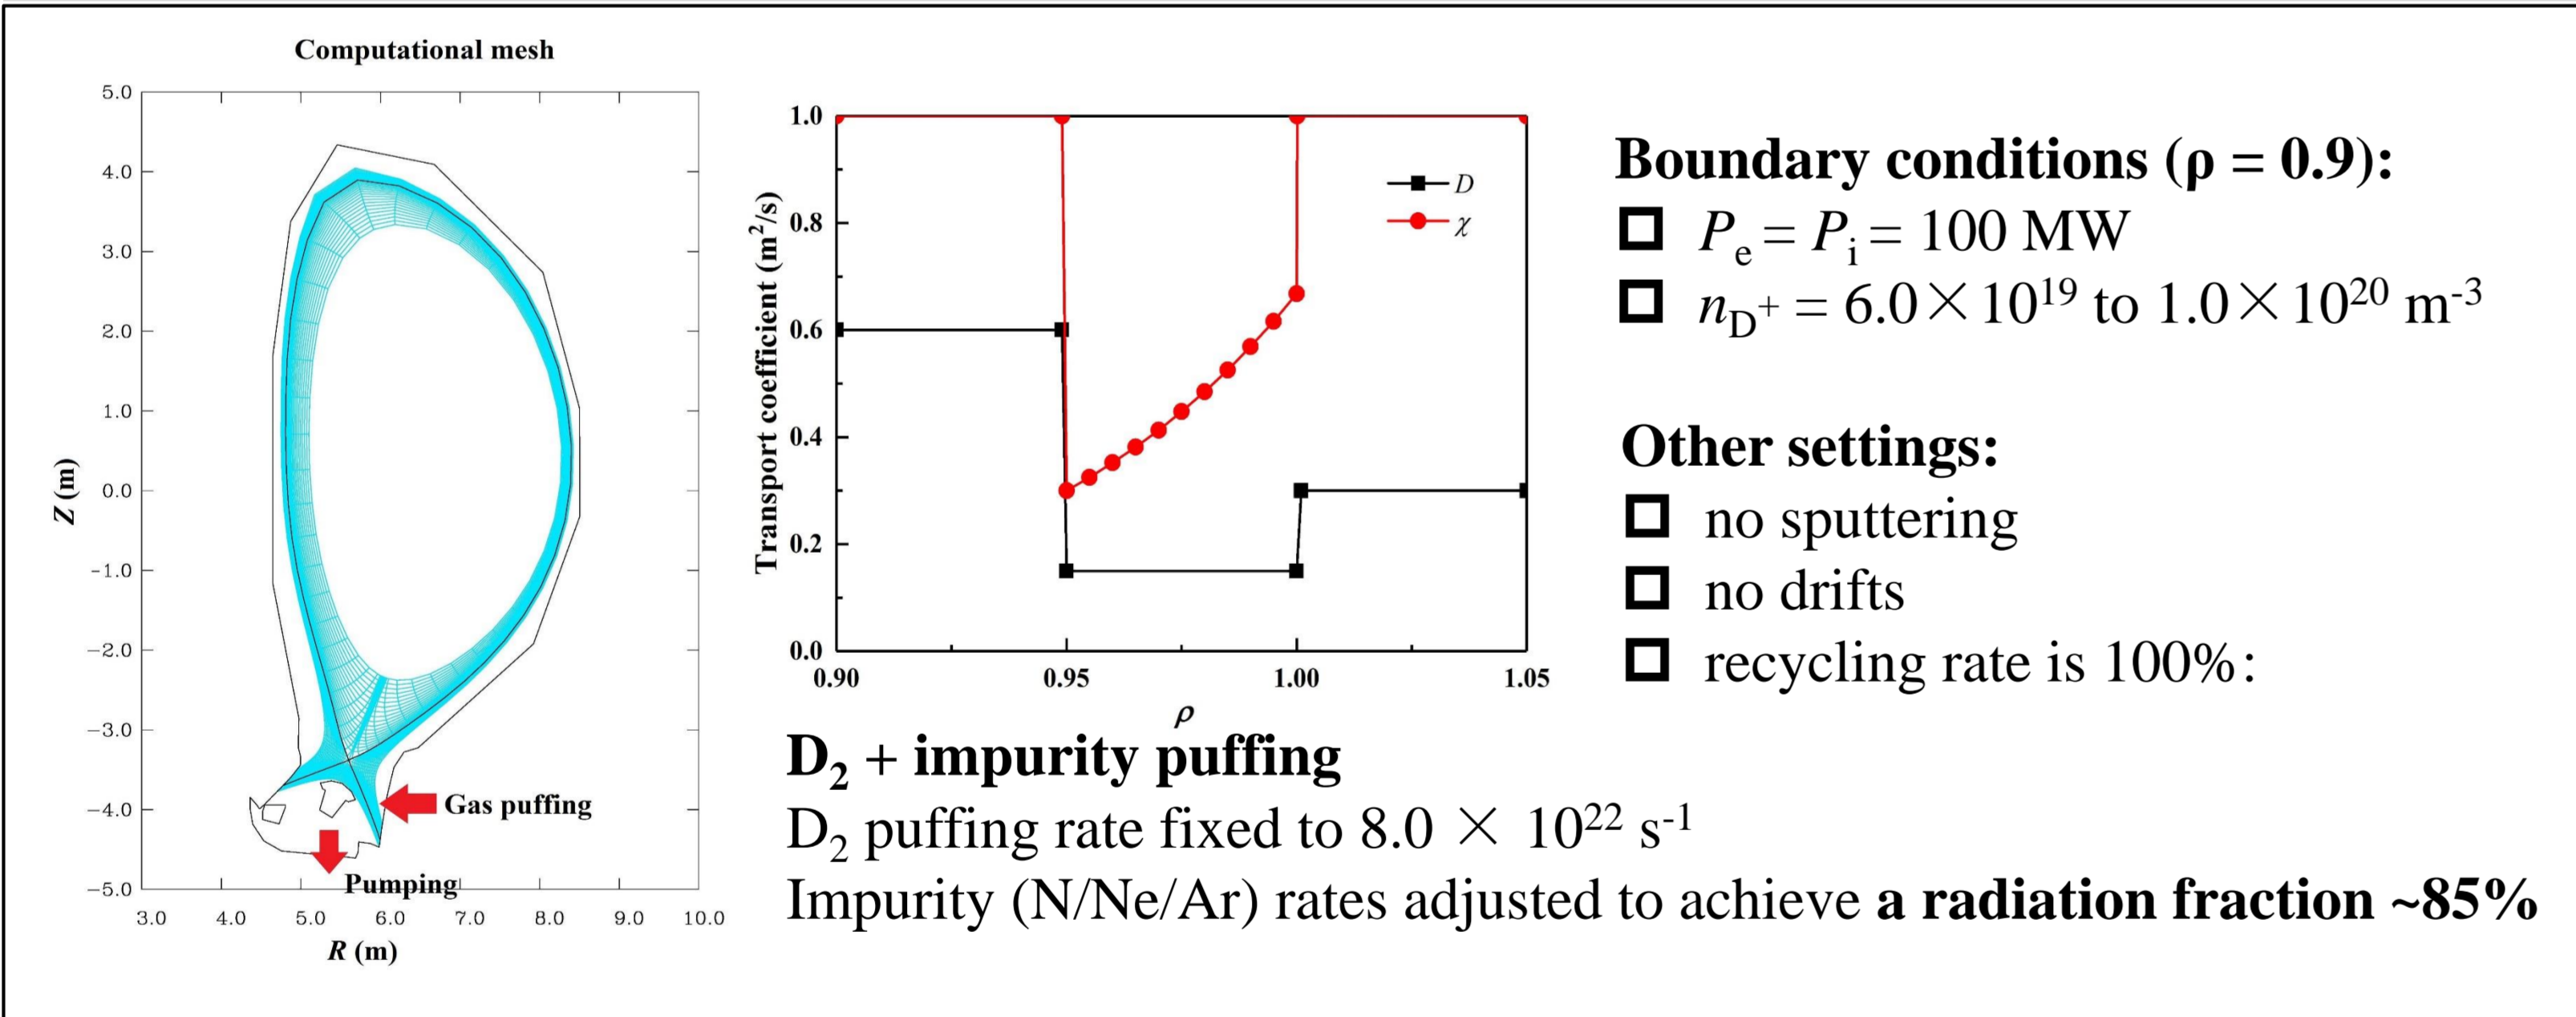 Computational mesh
5.0
4.0
3.0
2.0
1.0
0.0
−1.0
−2.0
−3.0
−4.0
−5.0
Z (m)
3.0 4.0 5.0 6.0 7.0 8.0 9.0 10.0
R (m)
Gas puffing
Pumping
1.0
0.8
0.6
0.4
0.2
0.0
Transport coefficient (m²/s)
D
χ
0.90 0.95 1.00 1.05
ρ
Boundary conditions (ρ = 0.9):
☐ Pₑ = Pᵢ = 100 MW
☐ n_D⁺ = 6.0×10¹⁹ to 1.0×10²⁰ m⁻³
Other settings:
☐ no sputtering
☐ no drifts
☐ recycling rate is 100%:
D₂ + impurity puffing
D₂ puffing rate fixed to 8.0 × 10²² s⁻¹
Impurity (N/Ne/Ar) rates adjusted to achieve a radiation fraction ~85%